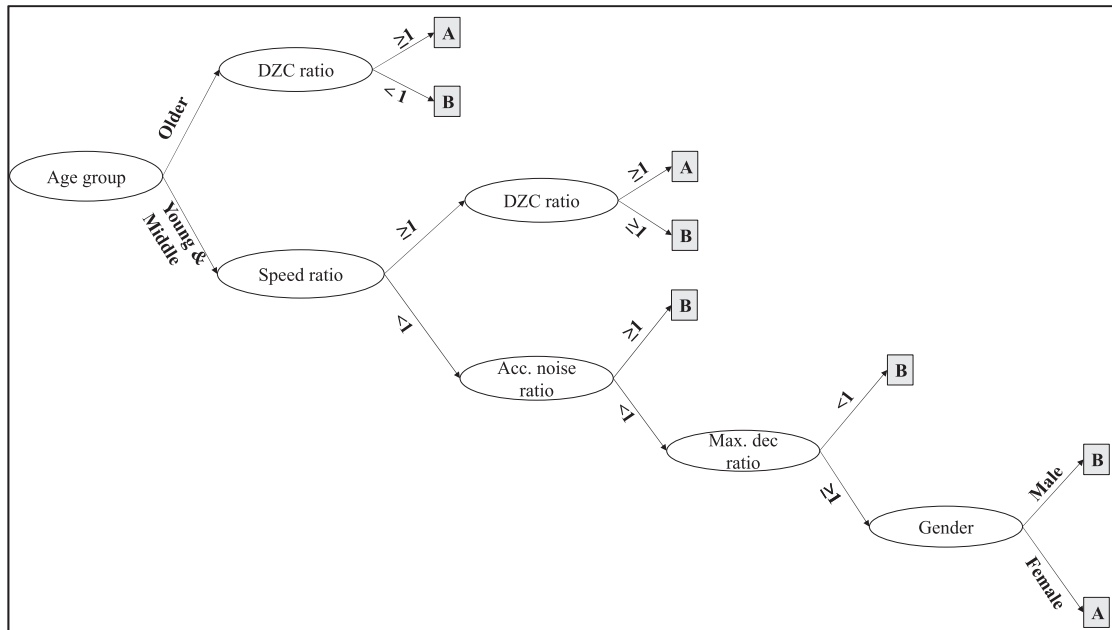 DZC ratio
≥1
A
<1
B
Older
Age group
Young &
Middle
Speed ratio
≥1
DZC ratio
≥1
A
≥1
B
<1
Acc. noise
ratio
≥1
B
<1
Max. dec
ratio
<1
B
≥1
Gender
Male
B
Female
A